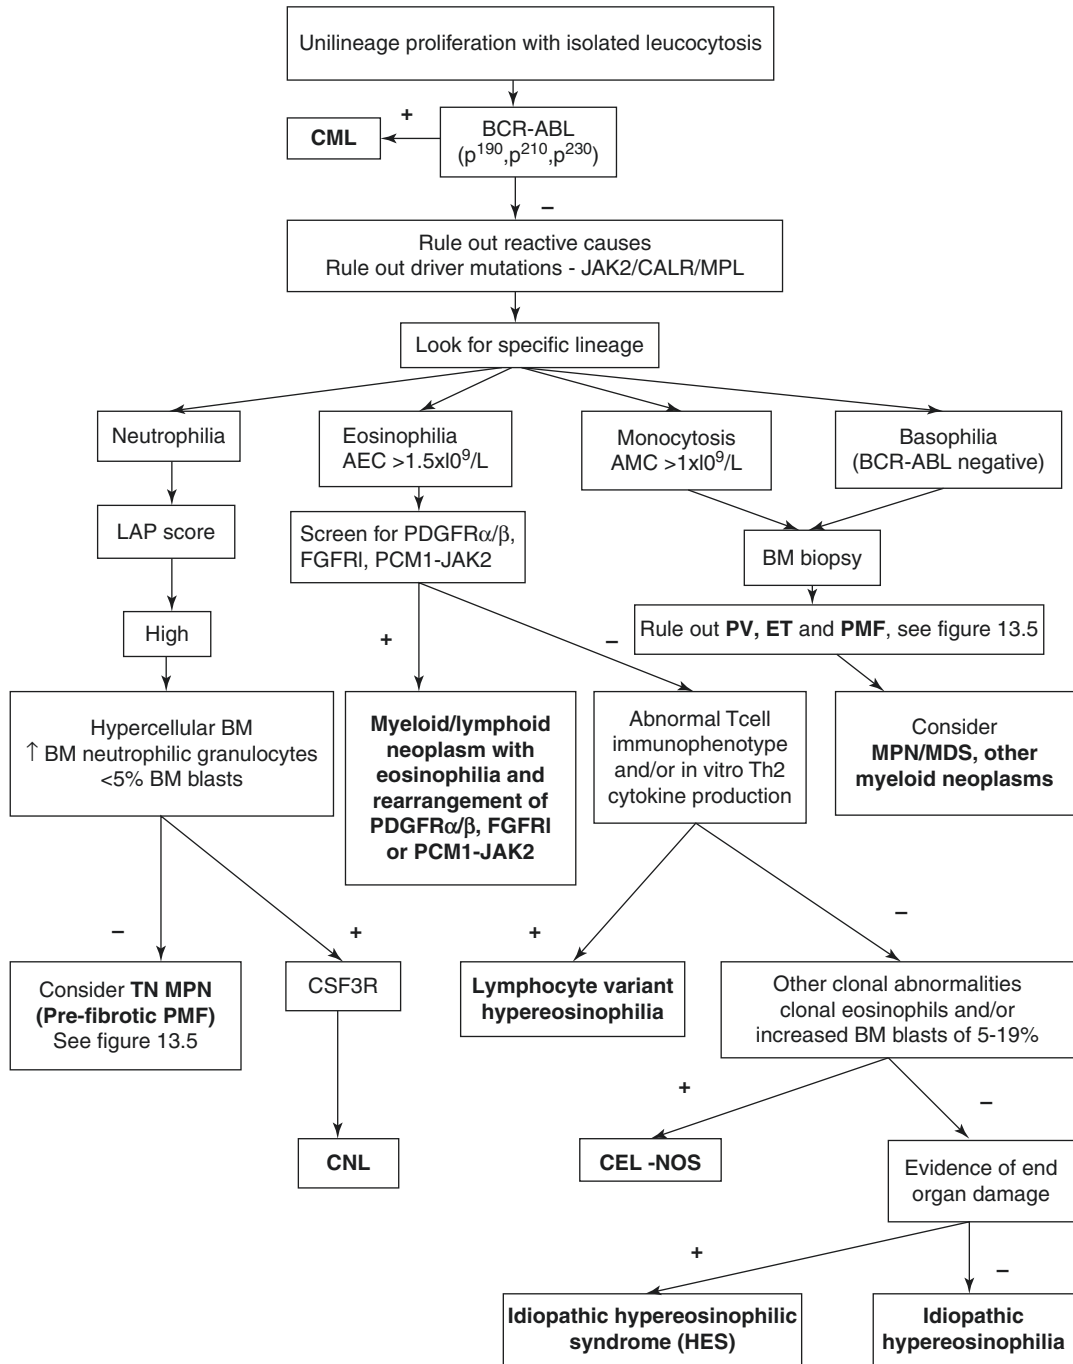 Unilineage proliferation with isolated leucocytosis
+
CML
BCR-ABL
(p190,p210,p230)
–
Rule out reactive causes
Rule out driver mutations - JAK2/CALR/MPL
Look for specific lineage
Neutrophilia
Eosinophilia
AEC >1.5xl0⁹/L
Monocytosis
AMC >1xl0⁹/L
Basophilia
(BCR-ABL negative)
LAP score
Screen for PDGFRα/β,
FGFRl, PCM1-JAK2
BM biopsy
High
+
–
Rule out PV, ET and PMF, see figure 13.5
Hypercellular BM
↑ BM neutrophilic granulocytes
<5% BM blasts
Myeloid/lymphoid
neoplasm with
eosinophilia and
rearrangement of
PDGFRα/β, FGFRl
or PCM1-JAK2
Abnormal Tcell
immunophenotype
and/or in vitro Th2
cytokine production
Consider
MPN/MDS, other
myeloid neoplasms
–
+
+
–
Consider TN MPN
(Pre-fibrotic PMF)
See figure 13.5
CSF3R
Lymphocyte variant
hypereosinophilia
Other clonal abnormalities
clonal eosinophils and/or
increased BM blasts of 5-19%
+
–
CNL
CEL -NOS
Evidence of end
organ damage
+
–
Idiopathic hypereosinophilic
syndrome (HES)
Idiopathic
hypereosinophilia